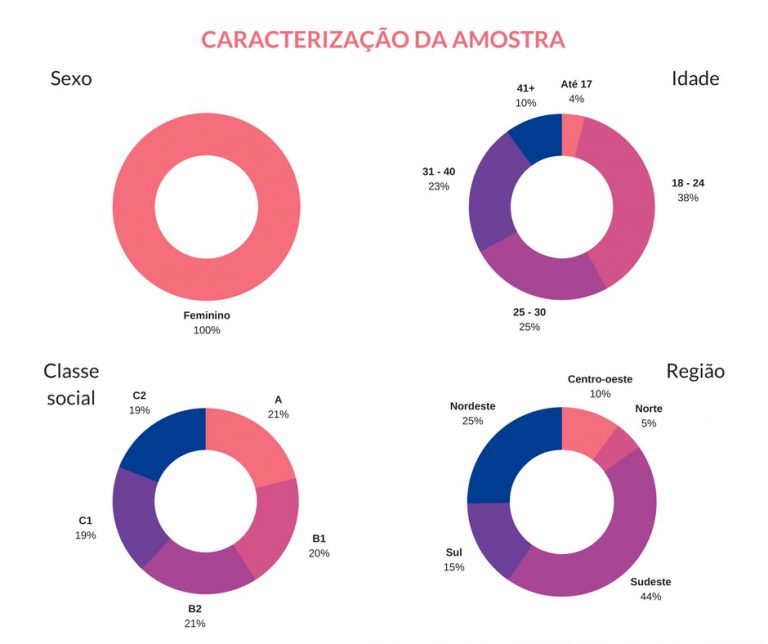 CARACTERIZAÇÃO DA AMOSTRA
Sexo
Feminino
100%
Idade
Até 17
4%
18 - 24
38%
25 - 30
25%
31 - 40
23%
41+
10%
Classe
social
A
21%
B1
20%
B2
21%
C1
19%
C2
19%
Região
Centro-oeste
10%
Norte
5%
Sudeste
44%
Sul
15%
Nordeste
25%